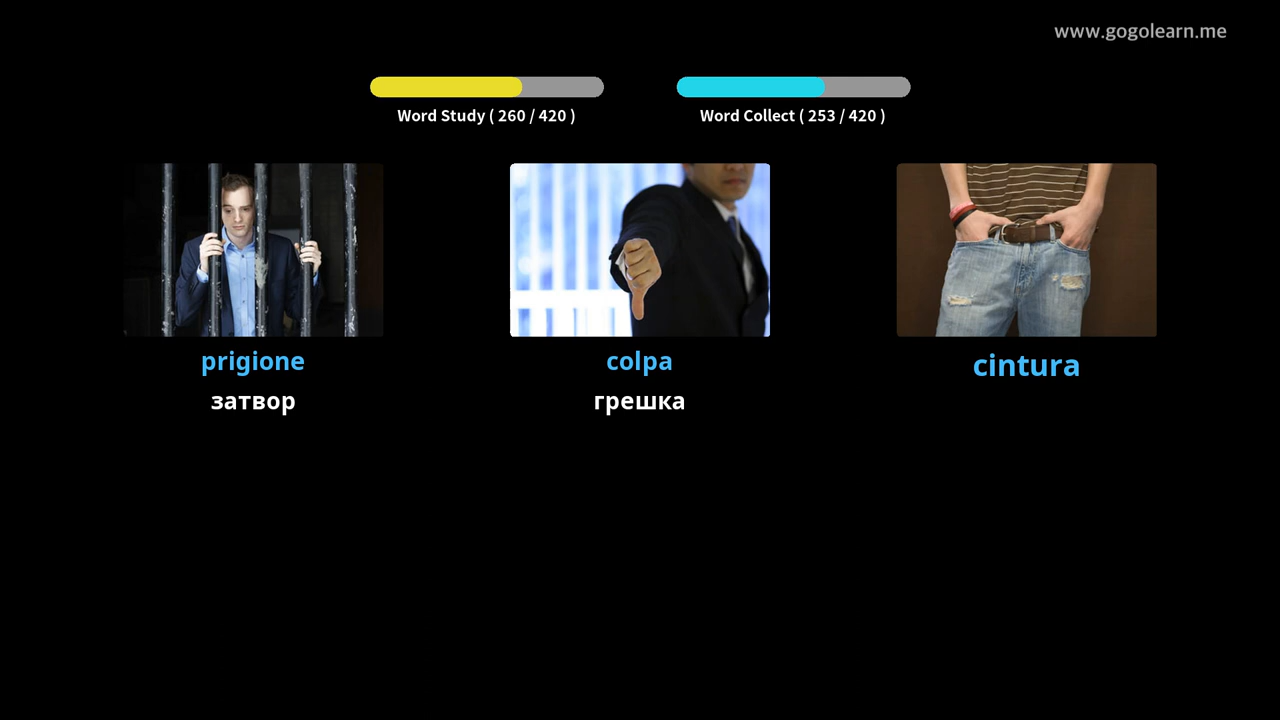 www.gogolearn.me
Word Study ( 260 / 420 )
Word Collect ( 253 / 420 )
prigione
затвор
colpa
грешка
cintura